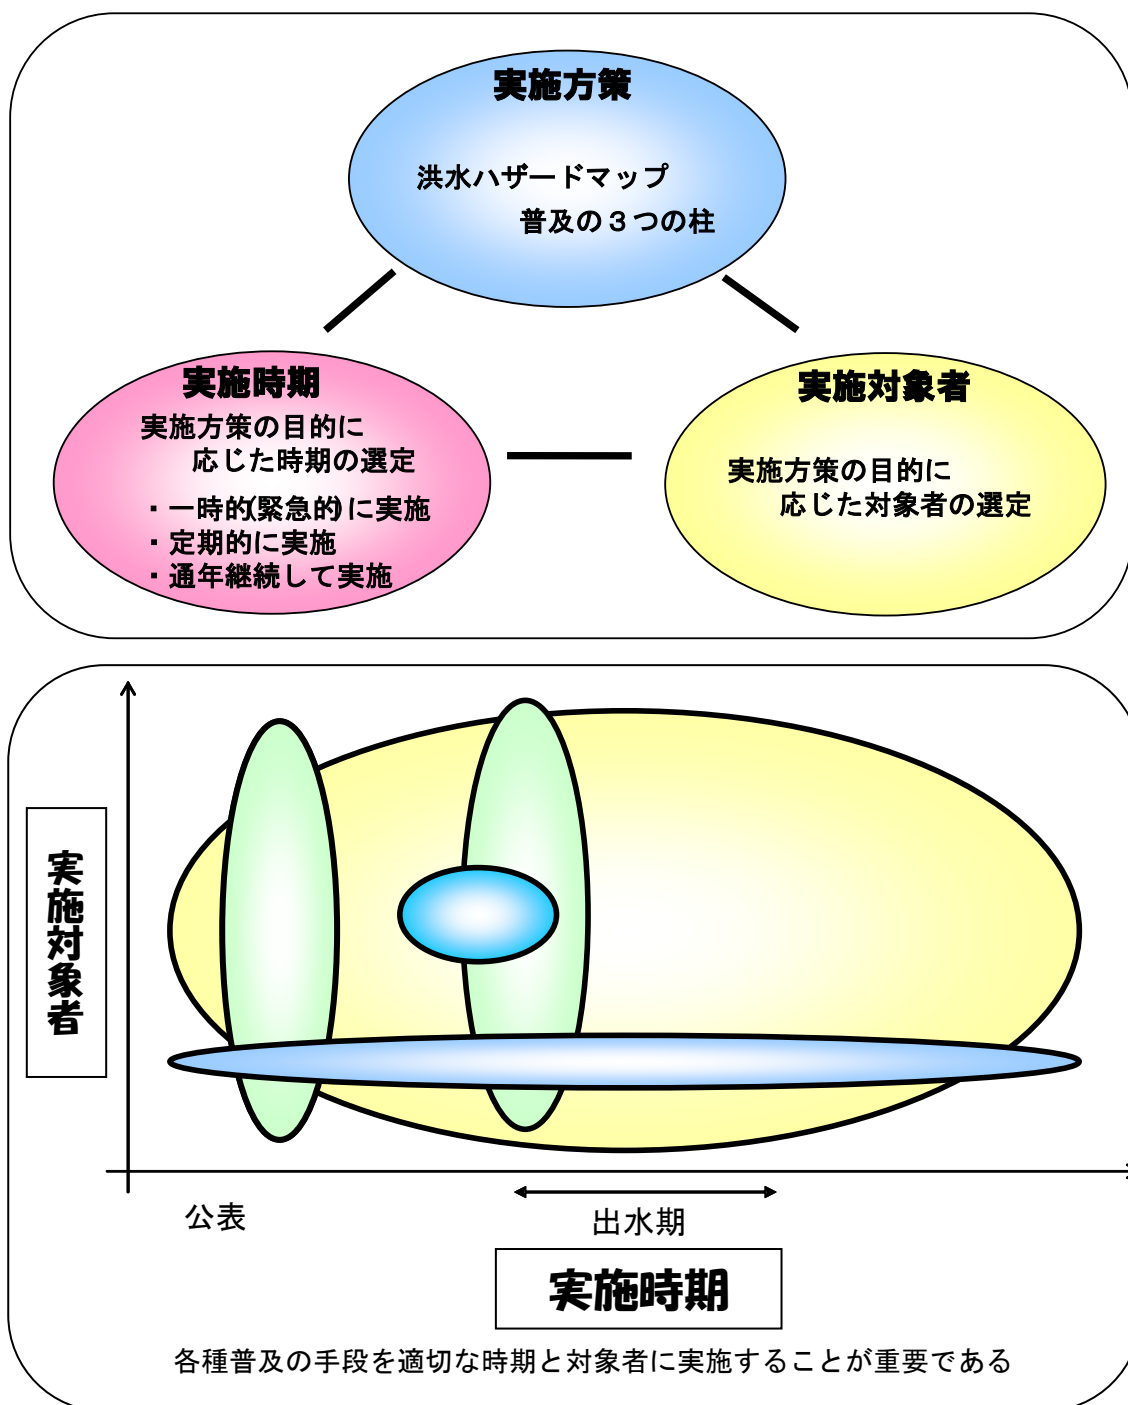 実施方策
洪水ハザードマップ
普及の３つの柱
実施時期
実施方策の目的に
応じた時期の選定
・一時的(緊急的)に実施
・定期的に実施
・通年継続して実施
実施対象者
実施方策の目的に
応じた対象者の選定
実施対象者
公表
出水期
実施時期
各種普及の手段を適切な時期と対象者に実施することが重要である